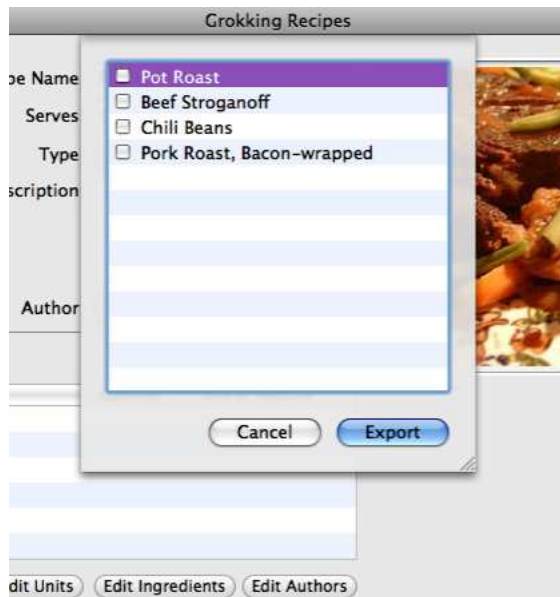 Grokking Recipes
pe Name
Serves
Type
scription
Author
Pot Roast
Beef Stroganoff
Chili Beans
Pork Roast, Bacon-wrapped
Cancel
Export
dit Units
Edit Ingredients
Edit Authors